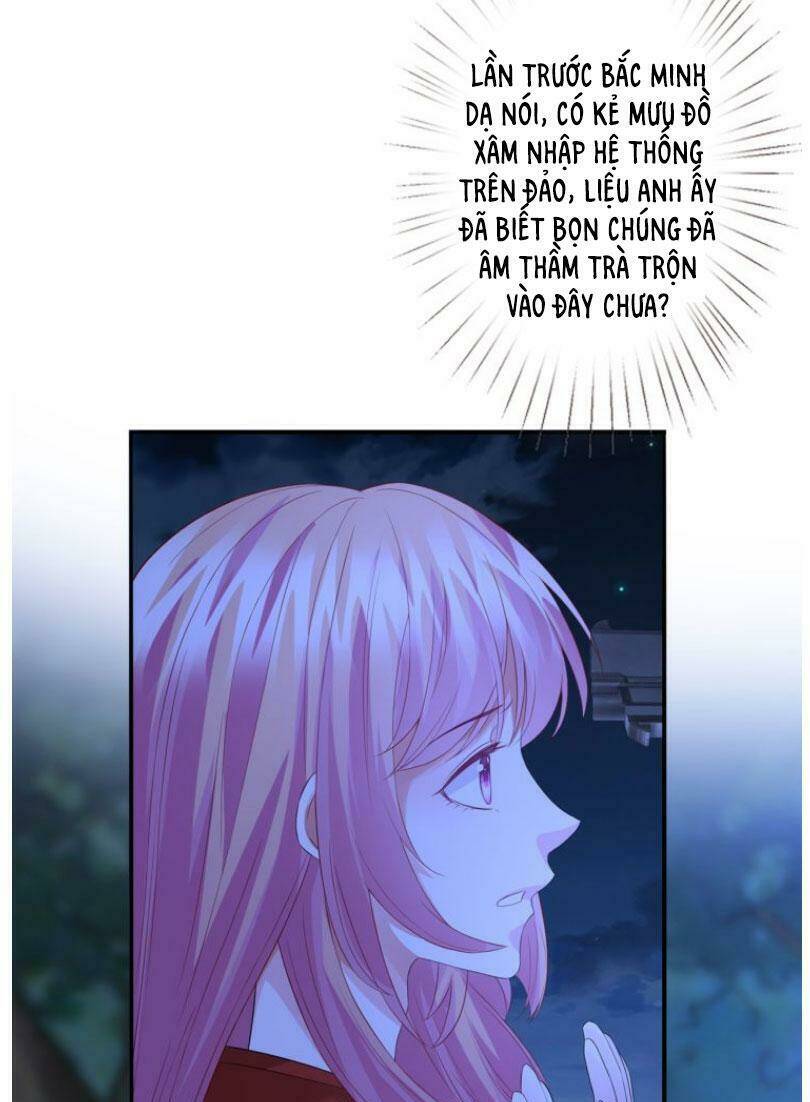 LẦN TRƯỚC BẮC MINH
DẠ NÓI, CÓ KẺ MƯU ĐỒ
XÂM NHẬP HỆ THỐNG
TRÊN ĐẢO, LIỆU ANH ẤY
ĐÃ BIẾT BỌN CHÚNG ĐÃ
ÂM THẦM TRÀ TRỘN
VÀO ĐÂY CHƯA?